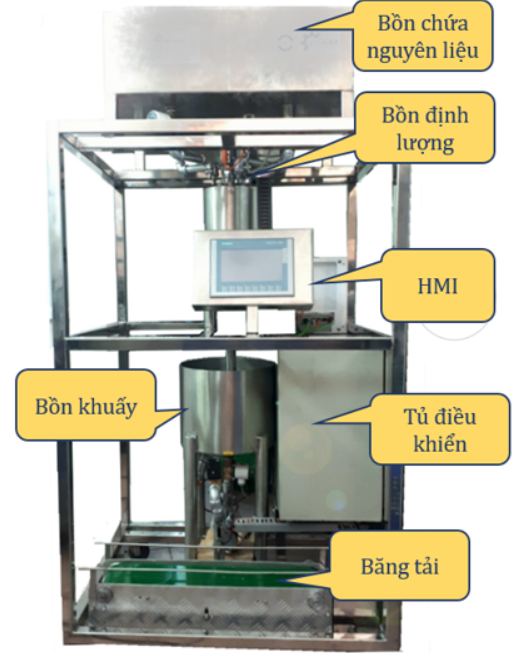 Bồn chứa
nguyên liệu
Bồn định
lượng
HMI
Bồn khuấy
Tủ điều
khiển
Băng tải